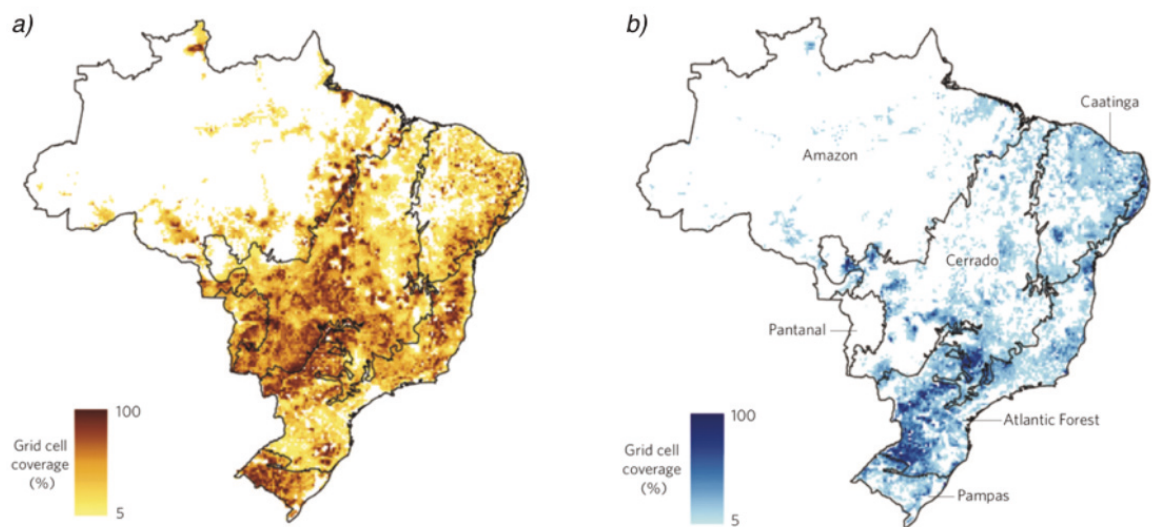 a)
100
Grid cell
coverage
(%)
5
b)
Caatinga
Amazon
Cerrado
Pantanal
100
Atlantic Forest
Grid cell
coverage
(%)
Pampas
5